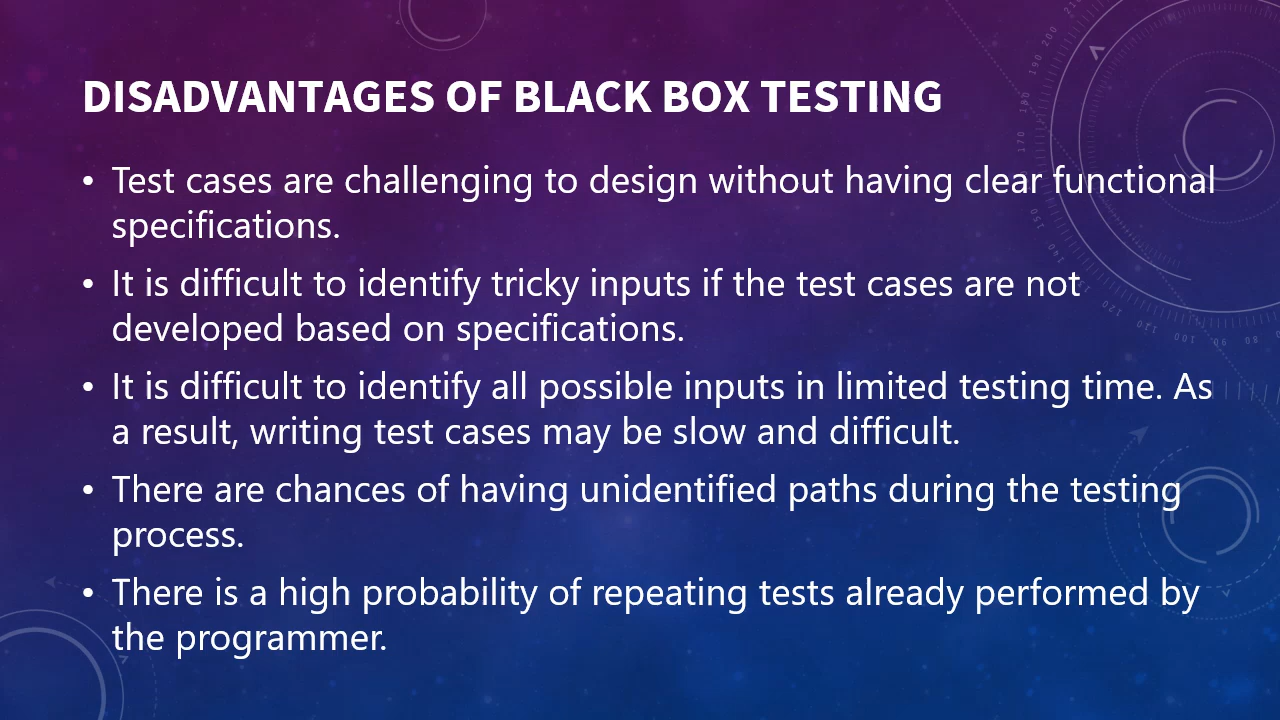 DISADVANTAGES OF BLACK BOX TESTING
• Test cases are challenging to design without having clear functional
specifications.
• It is difficult to identify tricky inputs if the test cases are not
developed based on specifications.
• It is difficult to identify all possible inputs in limited testing time. As
a result, writing test cases may be slow and difficult.
• There are chances of having unidentified paths during the testing
process.
• There is a high probability of repeating tests already performed by
the programmer.